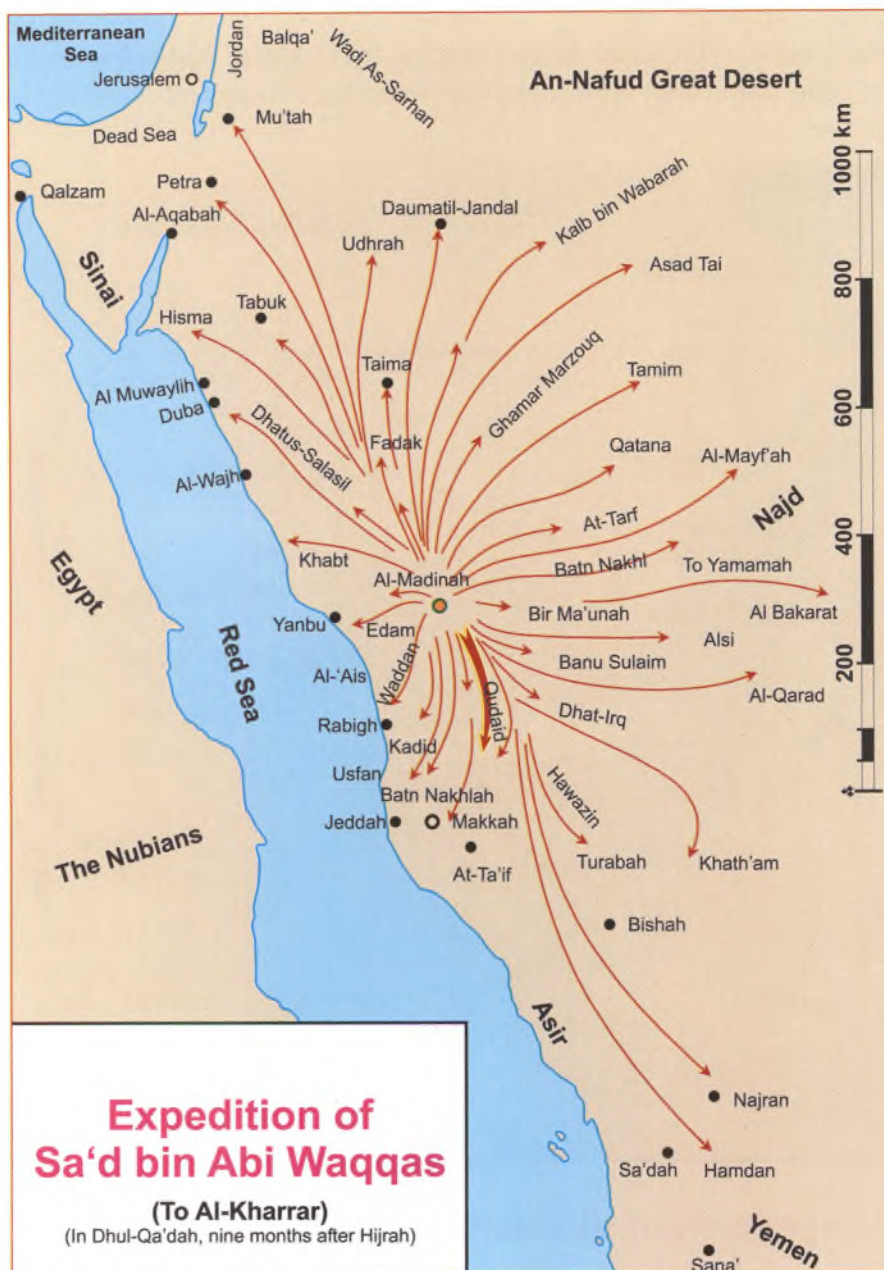 Mediterranean
Sea
Jordan
Balqa'
Wadi As-Sarhan
An-Nafud Great Desert
Jerusalem
Mu'tah
Dead Sea
1000 km
Qalzam
Petra
Daumatil-Jandal
Kalb bin Wabarah
Al-Aqabah
Udhrah
Asad Tai
Sinai
800
Hisma
Tabuk
Taima
Ghamar Marzouq
Tamim
Al Muwaylih
Duba
600
Dhatus-Salasil
Fadak
Qatana
Al-Mayf'ah
Al-Wajh
Najd
At-Tarf
400
Egypt
Khabt
Batn Nakhl
To Yamamah
Al-Madinah
Yanbu
Edam
Bir Ma'unah
Al Bakarat
Alsi
Red Sea
Al-'Ais
Waddan
Banu Sulaim
200
Qudaid
Al-Qarad
Rabigh
Dhat-Irq
Kadid
Usfan
Batn Nakhlah
Hawazin
Jeddah
Makkah
The Nubians
At-Ta'if
Turabah
Khath'am
Bishah
Asir
Najran
Sa'dah
Hamdan
Yemen
Sana'
Expedition of
Sa‘d bin Abi Waqqas
(To Al-Kharrar)
(In Dhul-Qa'dah, nine months after Hijrah)